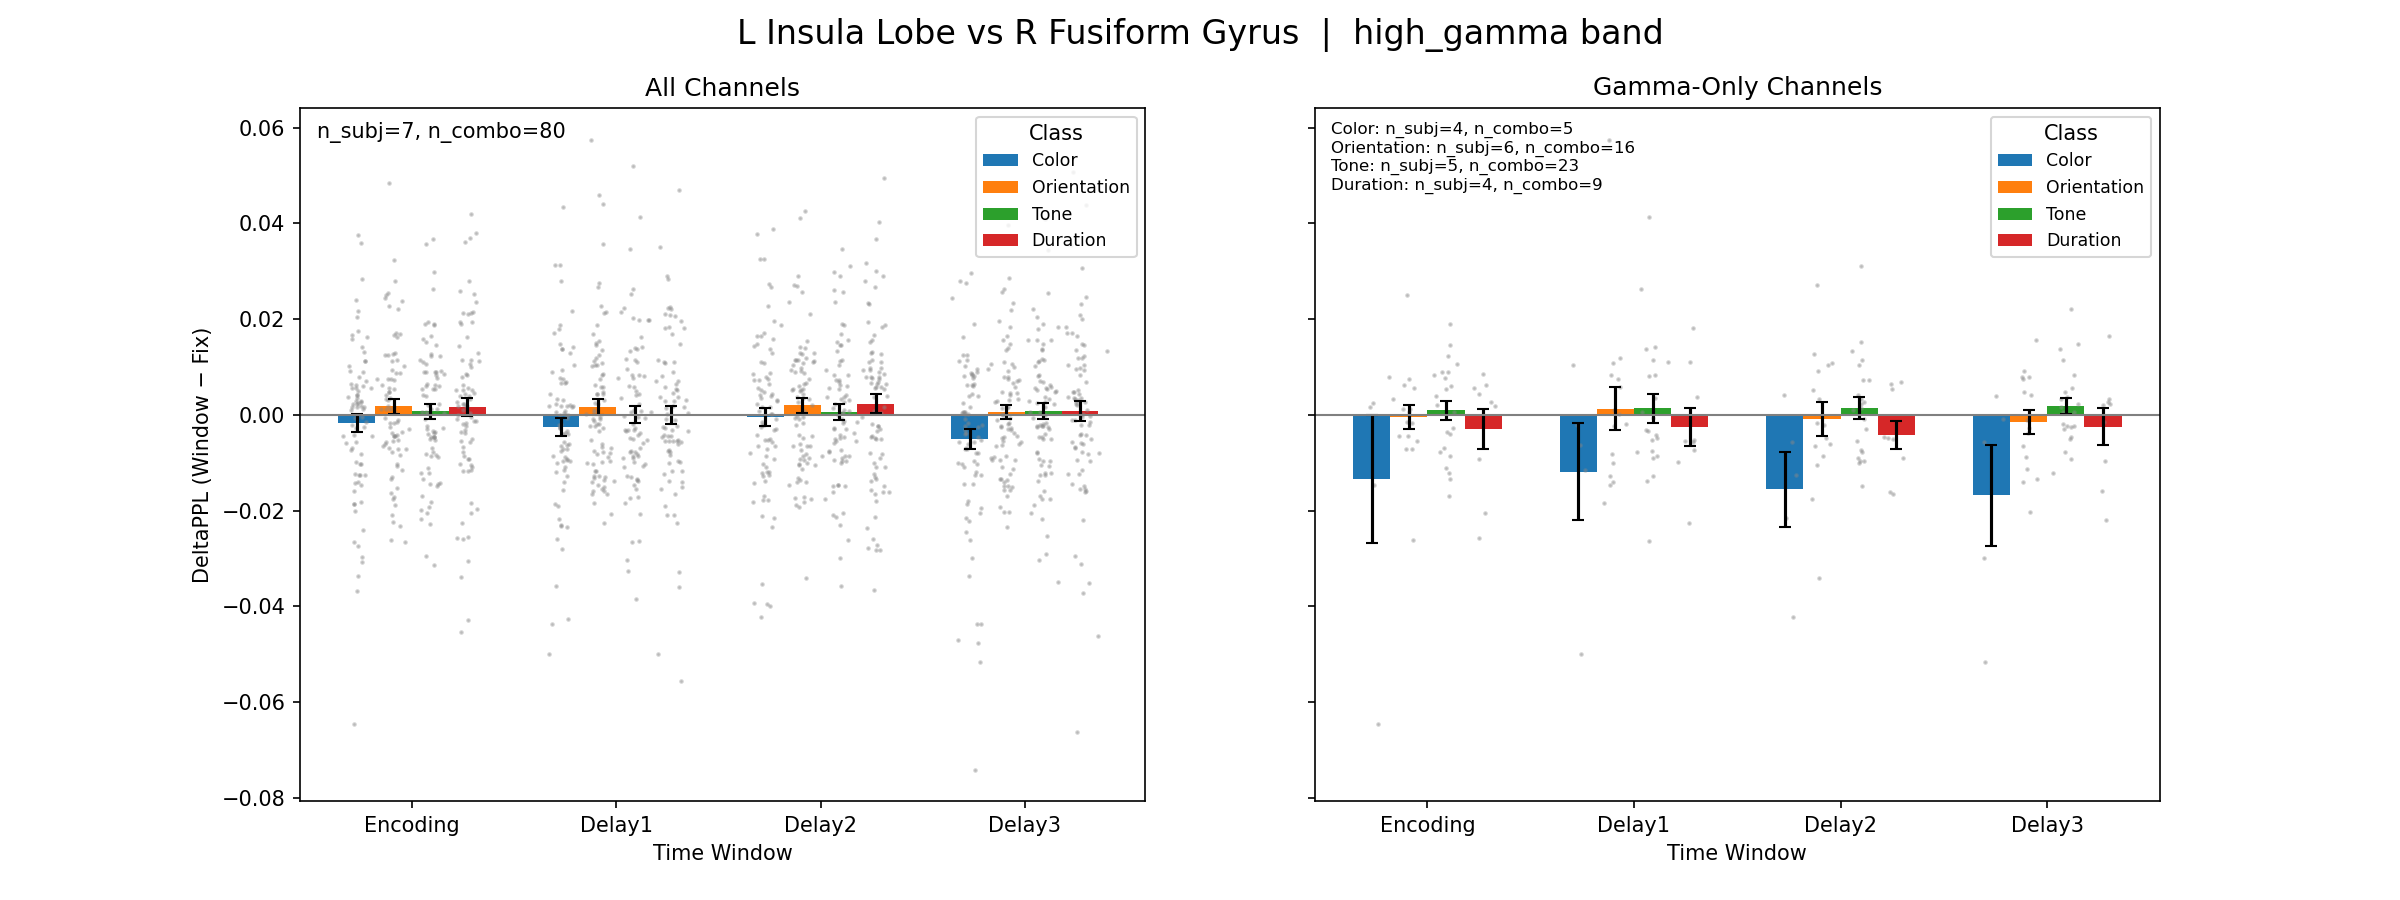 L Insula Lobe vs R Fusiform Gyrus | high_gamma band
All Channels
n_subj=7, n_combo=80
Class
Color
Orientation
Tone
Duration
DeltaPPL (Window − Fix)
0.06
0.04
0.02
0.00
−0.02
−0.04
−0.06
−0.08
Encoding
Delay1
Delay2
Delay3
Time Window
Gamma-Only Channels
Color: n_subj=4, n_combo=5
Orientation: n_subj=6, n_combo=16
Tone: n_subj=5, n_combo=23
Duration: n_subj=4, n_combo=9
Class
Color
Orientation
Tone
Duration
Encoding
Delay1
Delay2
Delay3
Time Window